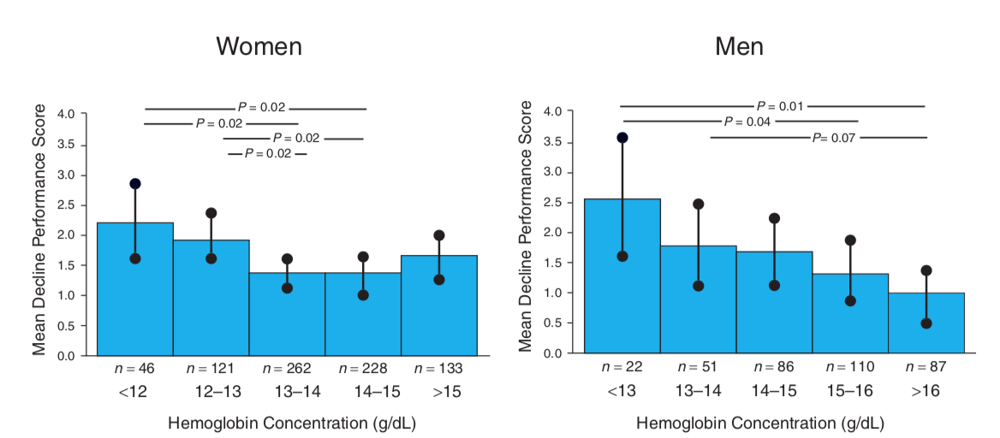 Women
Mean Decline Performance Score
4.0
3.5
3.0
2.5
2.0
1.5
1.0
0.5
0.0
P = 0.02
P = 0.02
P = 0.02
P = 0.02
n = 46 n = 121 n = 262 n = 228 n = 133
<12 12–13 13–14 14–15 >15
Hemoglobin Concentration (g/dL)
Men
Mean Decline Performance Score
4.0
3.5
3.0
2.5
2.0
1.5
1.0
0.5
0.0
P = 0.01
P = 0.04
P= 0.07
n = 22 n = 51 n = 86 n = 110 n = 87
<13 13–14 14–15 15–16 >16
Hemoglobin Concentration (g/dL)